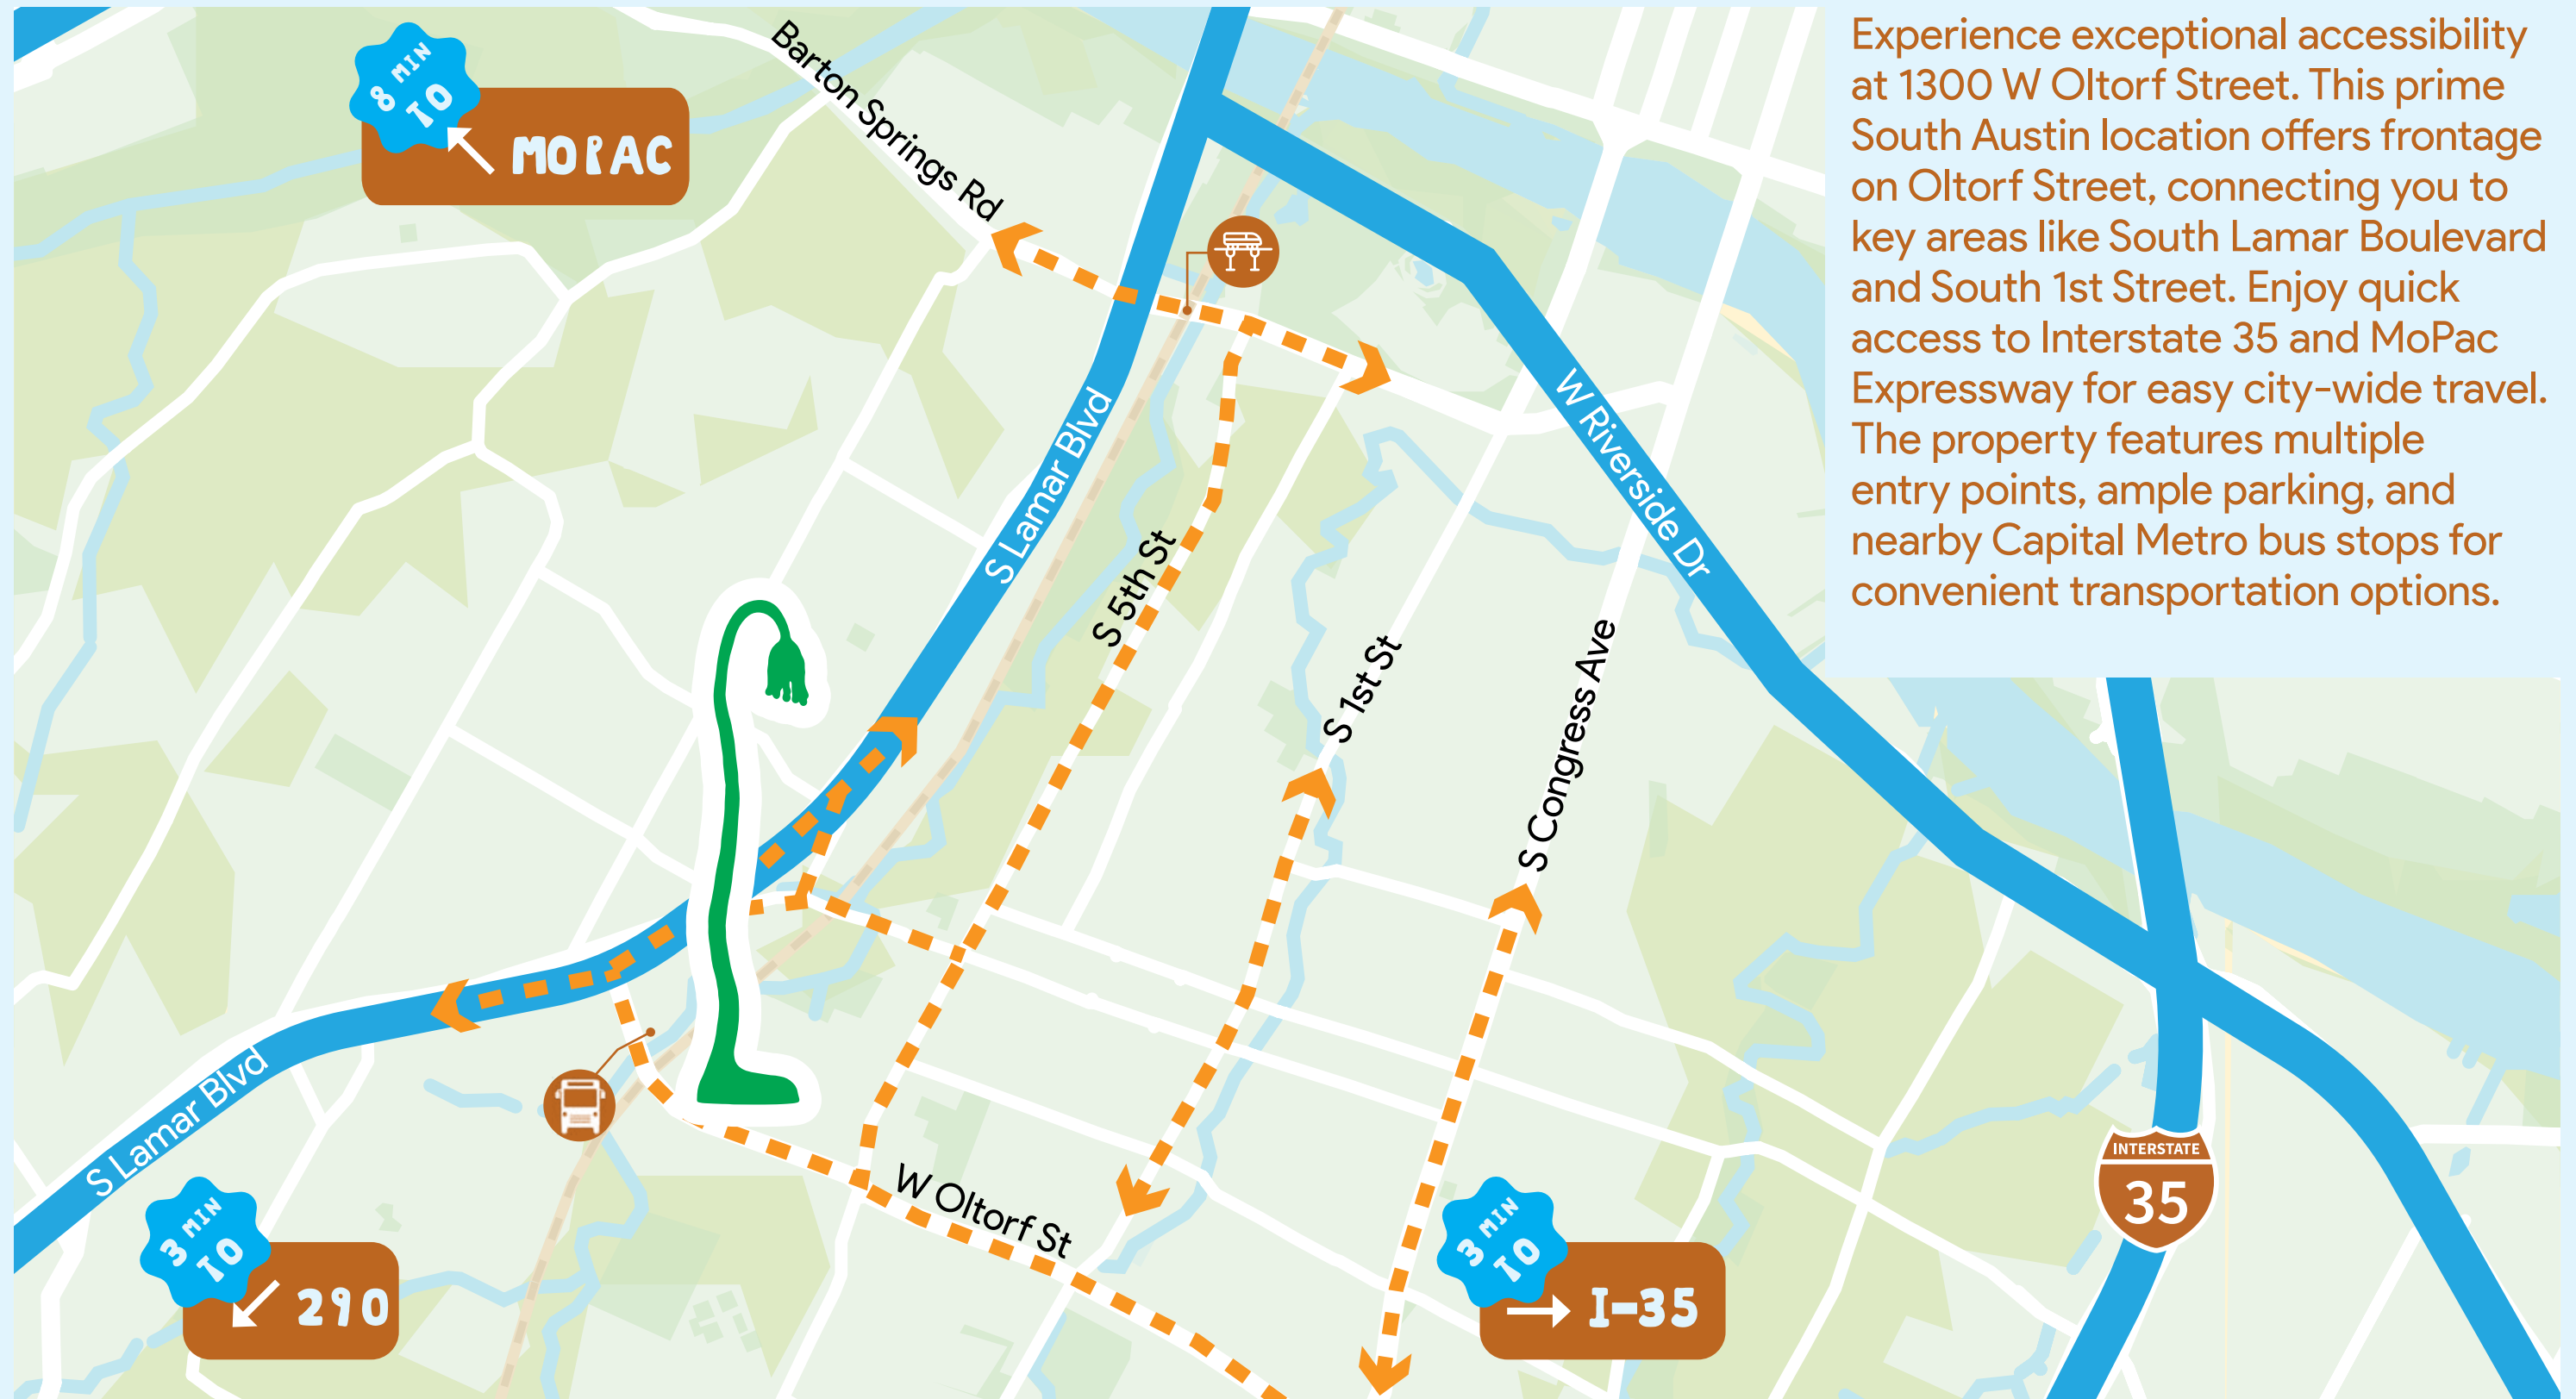 Experience exceptional accessibility
at 1300 W Oltorf Street. This prime
South Austin location offers frontage
on Oltorf Street, connecting you to
key areas like South Lamar Boulevard
and South 1st Street. Enjoy quick
access to Interstate 35 and MoPac
Expressway for easy city-wide travel.
The property features multiple
entry points, ample parking, and
nearby Capital Metro bus stops for
convenient transportation options.
8 MIN
TO
MOPAC
Barton Springs Rd
S Lamar Blvd
W Riverside Dr
S 5th St
S 1st St
S Congress Ave
S Lamar Blvd
W Oltorf St
3 MIN
TO
290
3 MIN
TO
I-35
INTERSTATE
35